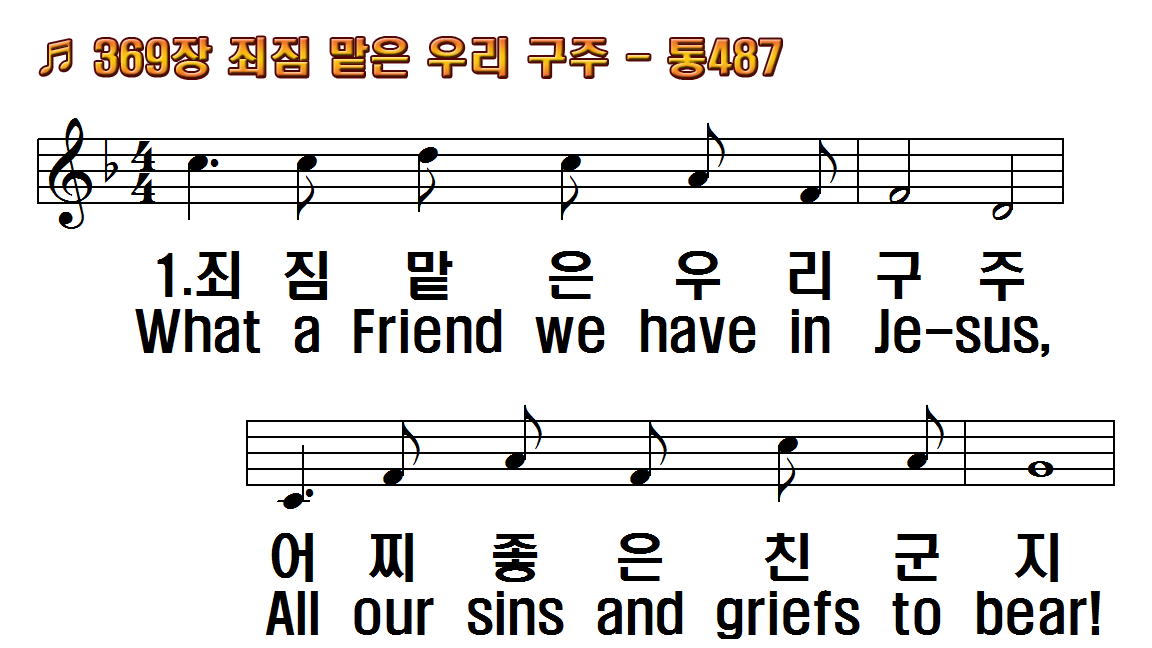 369장 죄짐 맡은 우리 구주 - 통487
1.죄 짐 맡 은 우 리 구 주
What a Friend we have in Je-sus,
어 찌 좋 은 친 군 지
All our sins and griefs to bear!